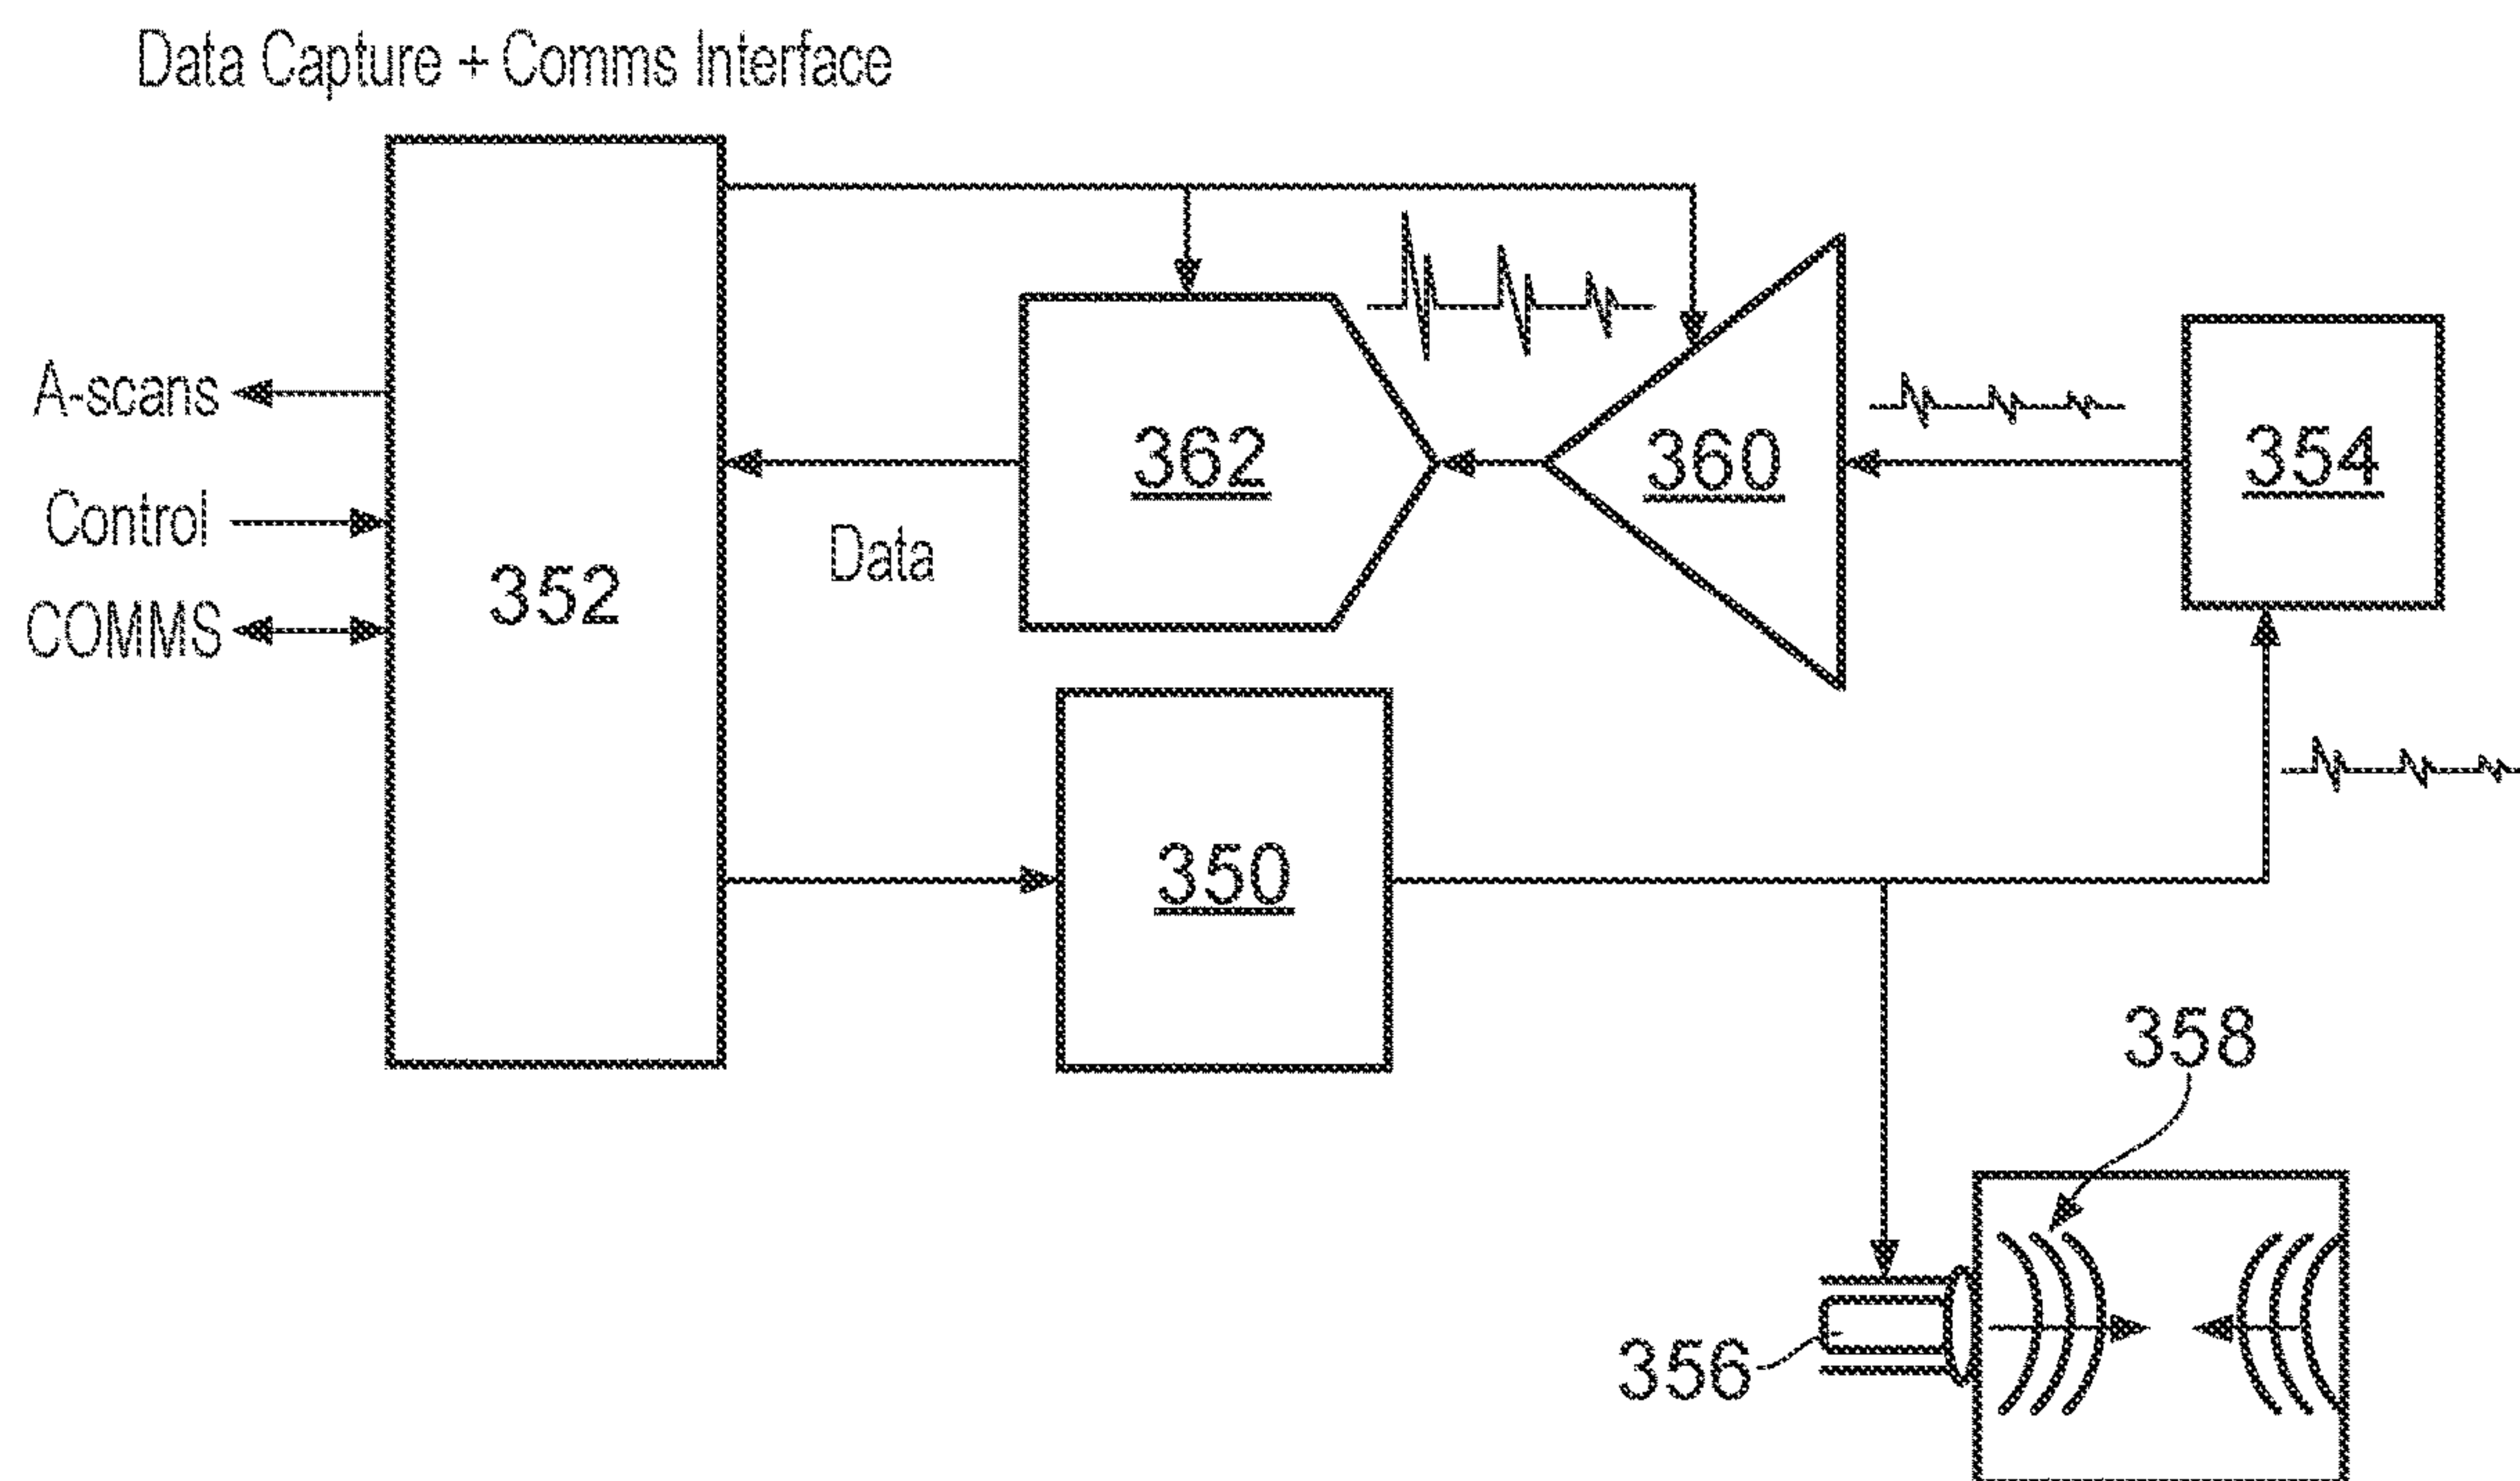 Data Capture + Comms Interface
A-scans
Control
COMMS
352
362
360
354
Data
350
358
356